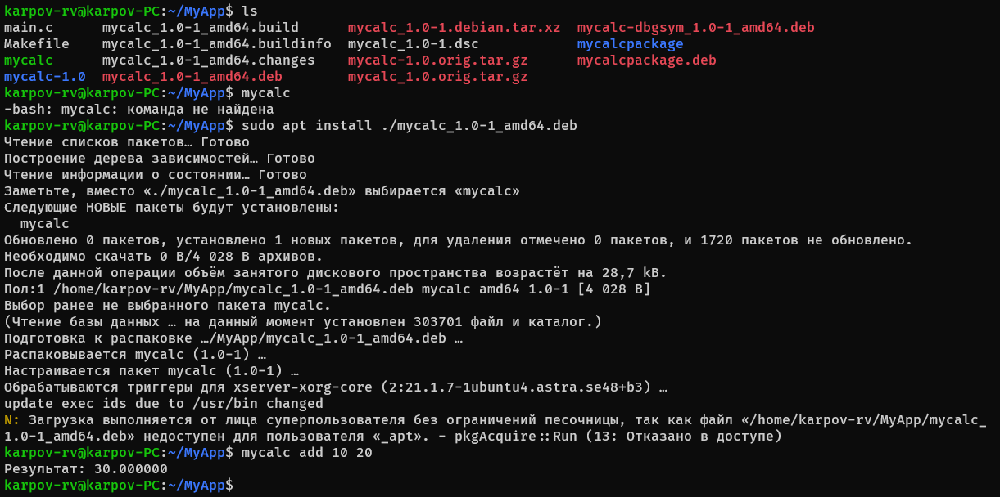 karpov-rv@karpov-PC:~/MyApp$ ls
main.c      mycalc_1.0-1_amd64.build      mycalc_1.0-1.debian.tar.xz  mycalc-dbgsym_1.0-1_amd64.deb
Makefile    mycalc_1.0-1_amd64.buildinfo  mycalc_1.0-1.dsc            mycalcpackage
mycalc      mycalc_1.0-1_amd64.changes    mycalc-1.0.orig.tar.gz      mycalcpackage.deb
mycalc-1.0  mycalc_1.0-1_amd64.deb        mycalc_1.0.orig.tar.gz
karpov-rv@karpov-PC:~/MyApp$ mycalc
-bash: mycalc: команда не найдена
karpov-rv@karpov-PC:~/MyApp$ sudo apt install ./mycalc_1.0-1_amd64.deb
Чтение списков пакетов… Готово
Построение дерева зависимостей… Готово
Чтение информации о состоянии… Готово
Заметьте, вместо «./mycalc_1.0-1_amd64.deb» выбирается «mycalc»
Следующие НОВЫЕ пакеты будут установлены:
  mycalc
Обновлено 0 пакетов, установлено 1 новых пакетов, для удаления отмечено 0 пакетов, и 1720 пакетов не обновлено.
Необходимо скачать 0 B/4 028 B архивов.
После данной операции объём занятого дискового пространства возрастёт на 28,7 kB.
Пол:1 /home/karpov-rv/MyApp/mycalc_1.0-1_amd64.deb mycalc amd64 1.0-1 [4 028 B]
Выбор ранее не выбранного пакета mycalc.
(Чтение базы данных … на данный момент установлен 303701 файл и каталог.)
Подготовка к распаковке …/MyApp/mycalc_1.0-1_amd64.deb …
Распаковывается mycalc (1.0-1) …
Настраивается пакет mycalc (1.0-1) …
Обрабатываются триггеры для xserver-xorg-core (2:21.1.7-1ubuntu4.astra.se48+b3) …
update exec ids due to /usr/bin changed
N: Загрузка выполняется от лица суперпользователя без ограничений песочницы, так как файл «/home/karpov-rv/MyApp/mycalc_
1.0-1_amd64.deb» недоступен для пользователя «_apt». - pkgAcquire::Run (13: Отказано в доступе)
karpov-rv@karpov-PC:~/MyApp$ mycalc add 10 20
Результат: 30.000000
karpov-rv@karpov-PC:~/MyApp$